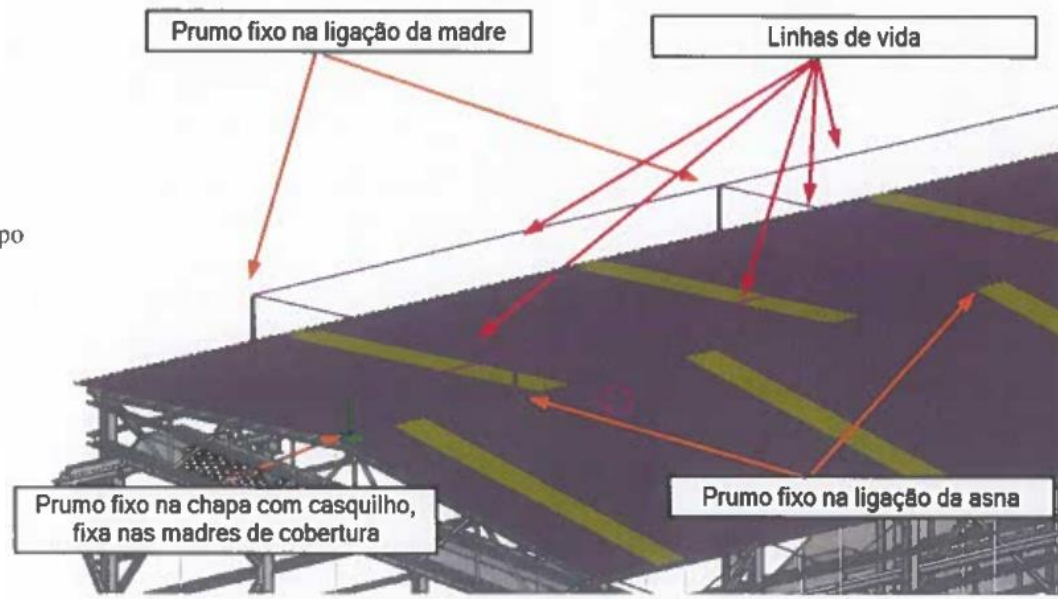 Prumo fixo na ligação da madre
Linhas de vida
po
Prumo fixo na chapa com casquilho,
fixa nas madres de cobertura
Prumo fixo na ligação da asna